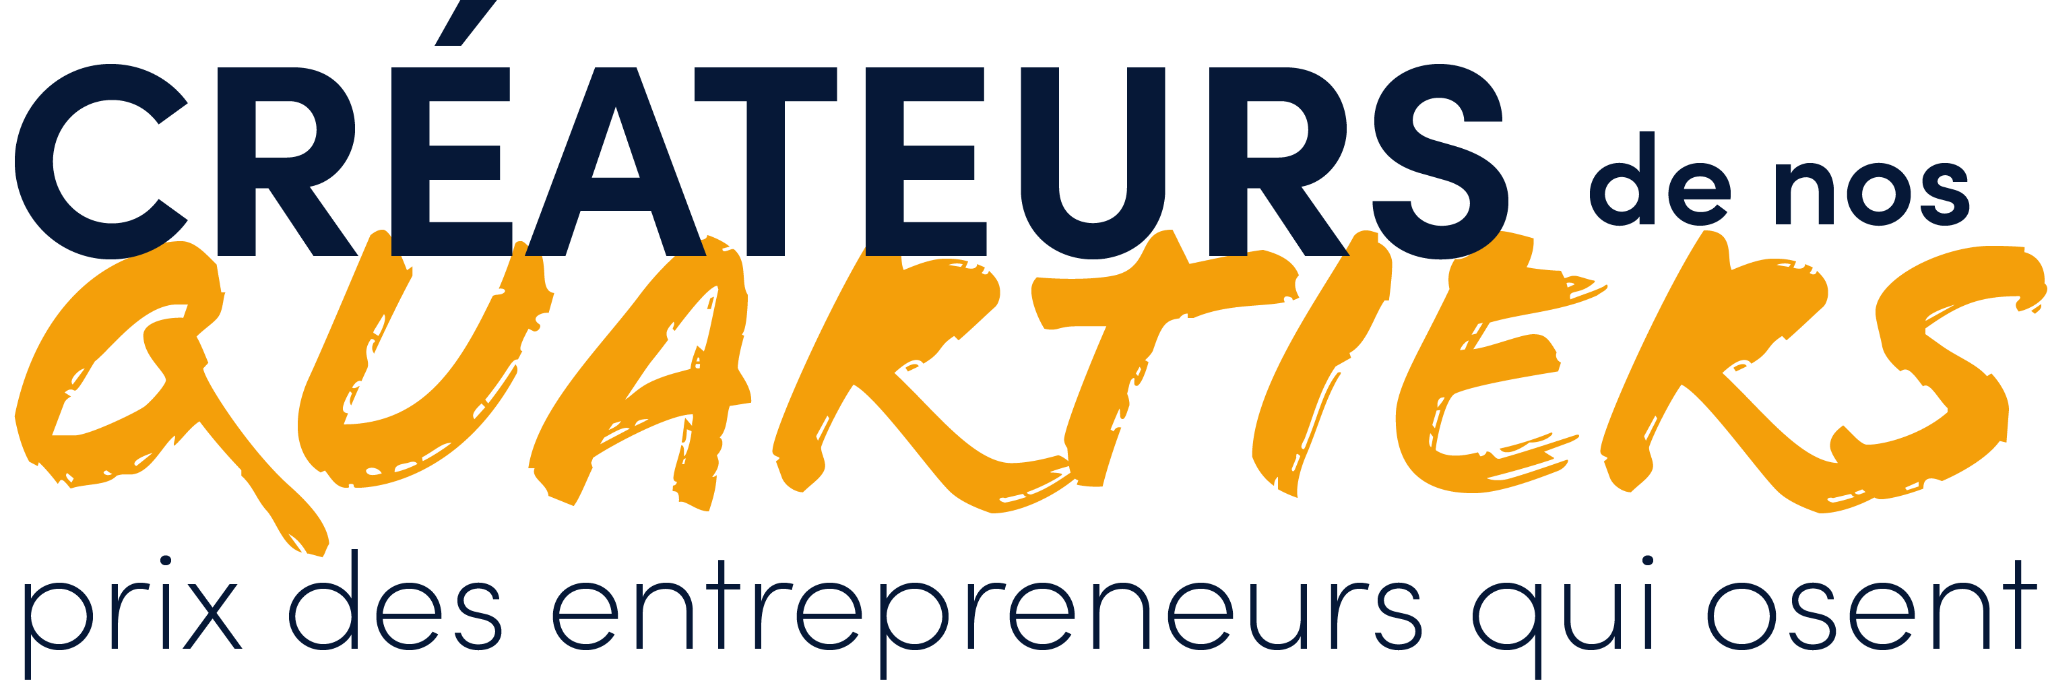 CRÉATEURS de nos
QUARTIERS
prix des entrepreneurs qui osent